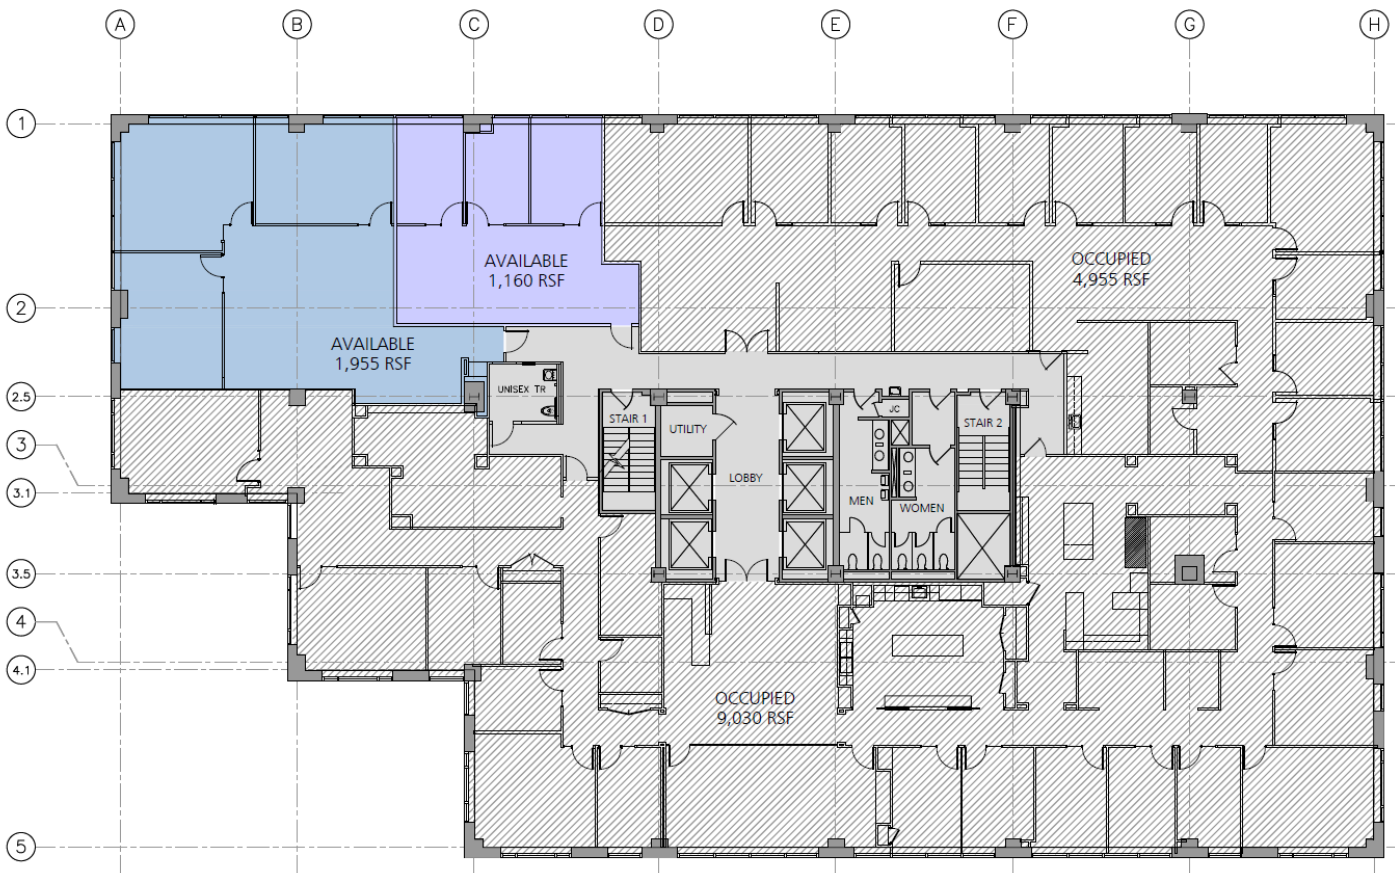 A B C D E F G H
1
2
2.5
3
3.1
3.5
4
4.1
5
AVAILABLE
1,160 RSF
OCCUPIED
4,955 RSF
AVAILABLE
1,955 RSF
UNISEX TR
STAIR 1
UTILITY
LOBBY
JC
STAIR 2
MEN
WOMEN
OCCUPIED
9,030 RSF